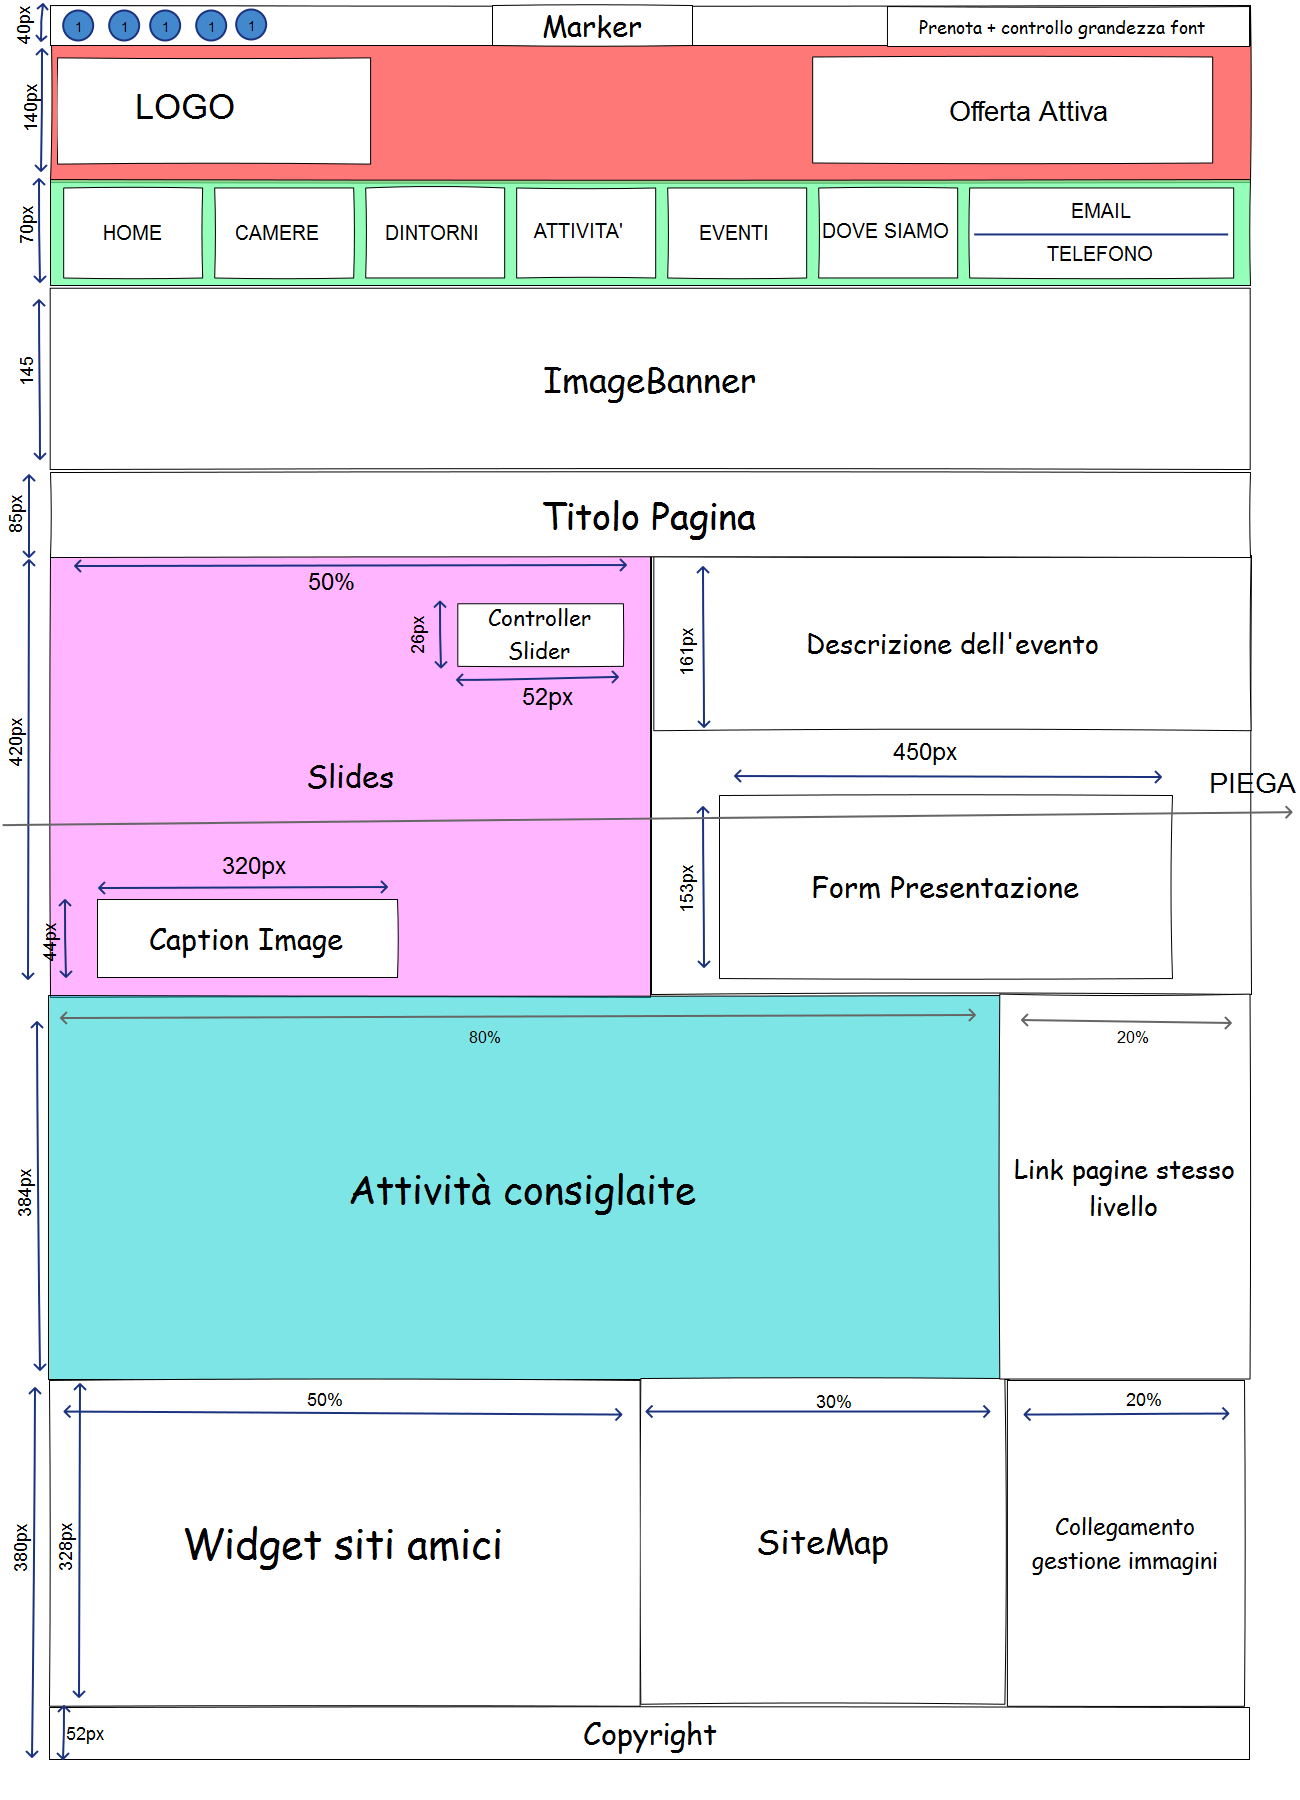 40px
1 1 1 1 1
Marker
Prenota + controllo grandezza font
140px
LOGO
Offerta Attiva
70px
HOME
CAMERE
DINTORNI
ATTIVITA'
EVENTI
DOVE SIAMO
EMAIL
TELEFONO
145
ImageBanner
85px
Titolo Pagina
420px
50%
26px
Controller
Slider
52px
Slides
320px
44px
Caption Image
161px
Descrizione dell'evento
450px
PIEGA
153px
Form Presentazione
384px
80%
Attività consiglaite
20%
Link pagine stesso
livello
380px
328px
50%
Widget siti amici
30%
SiteMap
20%
Collegamento
gestione immagini
52px
Copyright